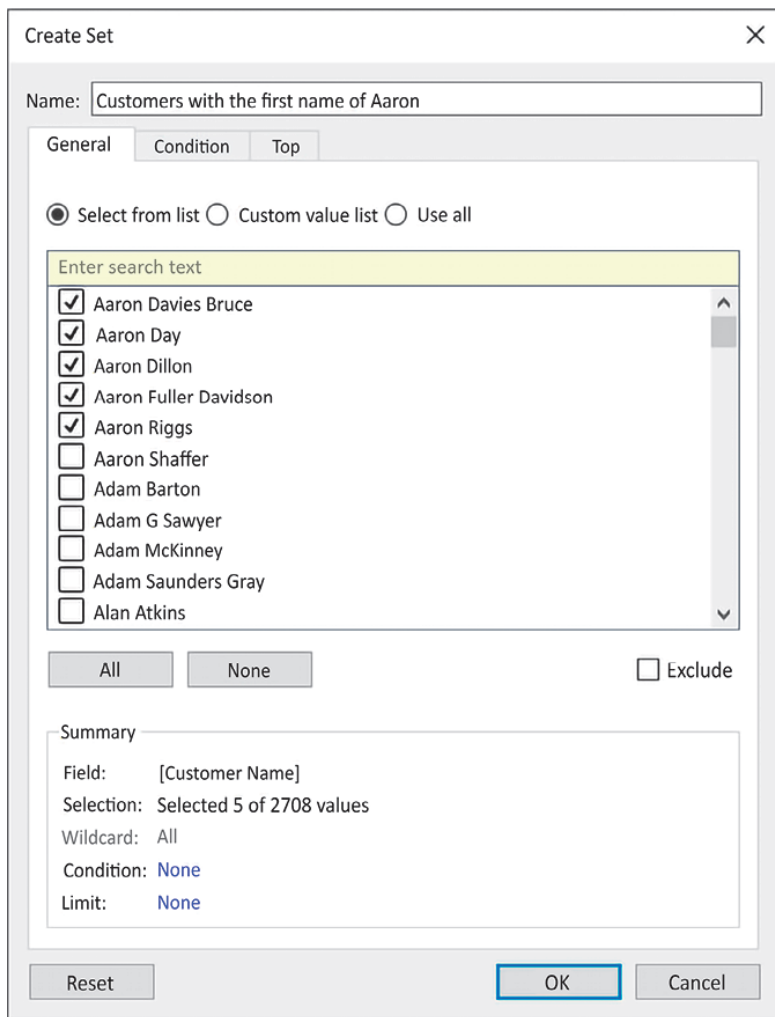 Create Set
Name: Customers with the first name of Aaron
General Condition Top
Select from list Custom value list Use all
Enter search text
Aaron Davies Bruce
Aaron Day
Aaron Dillon
Aaron Fuller Davidson
Aaron Riggs
Aaron Shaffer
Adam Barton
Adam G Sawyer
Adam McKinney
Adam Saunders Gray
Alan Atkins
All None Exclude
Summary
Field: [Customer Name]
Selection: Selected 5 of 2708 values
Wildcard: All
Condition: None
Limit: None
Reset OK Cancel